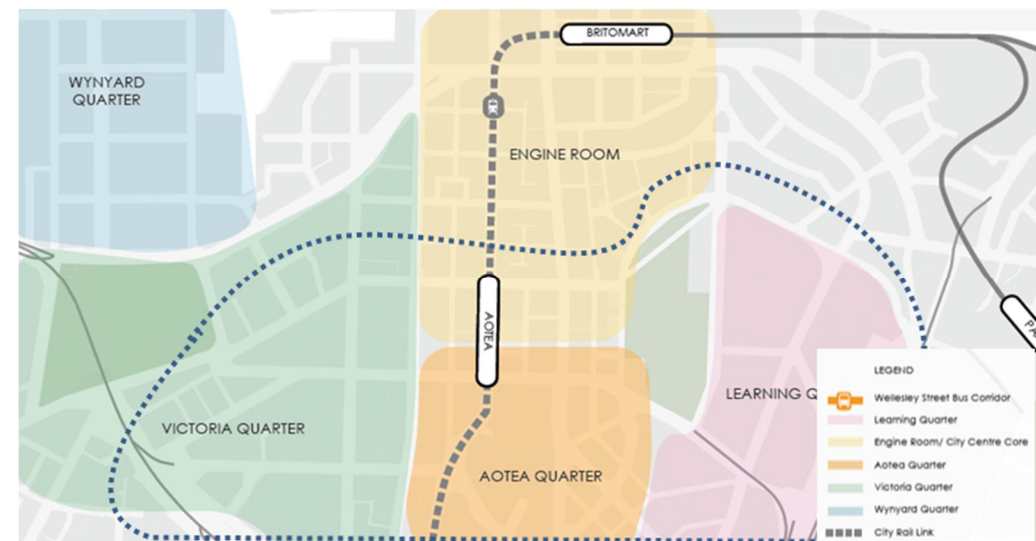 BRITOMART
WYNYARD
QUARTER
ENGINE ROOM
AOTEA
LEARNING Q
VICTORIA QUARTER
AOTEA QUARTER
LEGEND
Wellesley Street Bus Corridor
Learning Quarter
Engine Room/ City Centre Core
Aotea Quarter
Victoria Quarter
Wynyard Quarter
City Rail Link